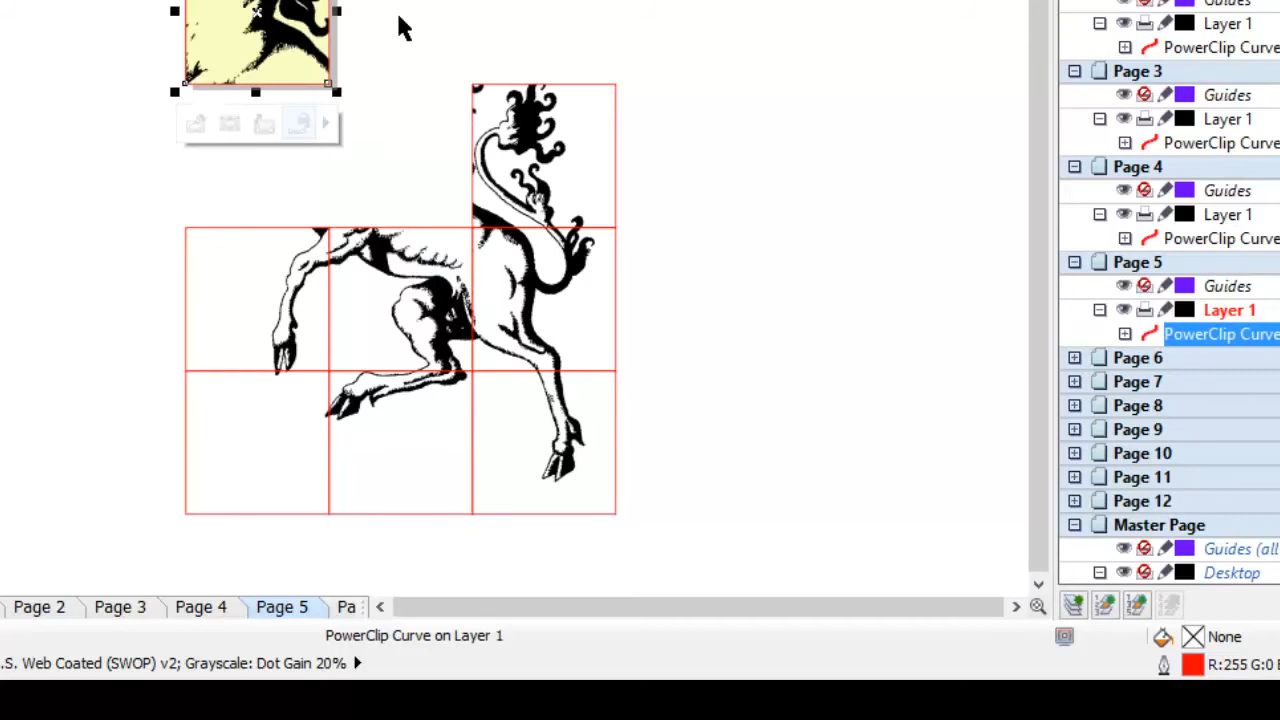 Guides
Layer 1
PowerClip Curve
Page 3
Guides
Layer 1
PowerClip Curve
Page 4
Guides
Layer 1
PowerClip Curve
Page 5
Guides
Layer 1
PowerClip Curve
Page 6
Page 7
Page 8
Page 9
Page 10
Page 11
Page 12
Master Page
Guides (all
Desktop
Page 2 Page 3 Page 4 Page 5 Pa
PowerClip Curve on Layer 1
None
.S. Web Coated (SWOP) v2; Grayscale: Dot Gain 20%
R:255 G:0